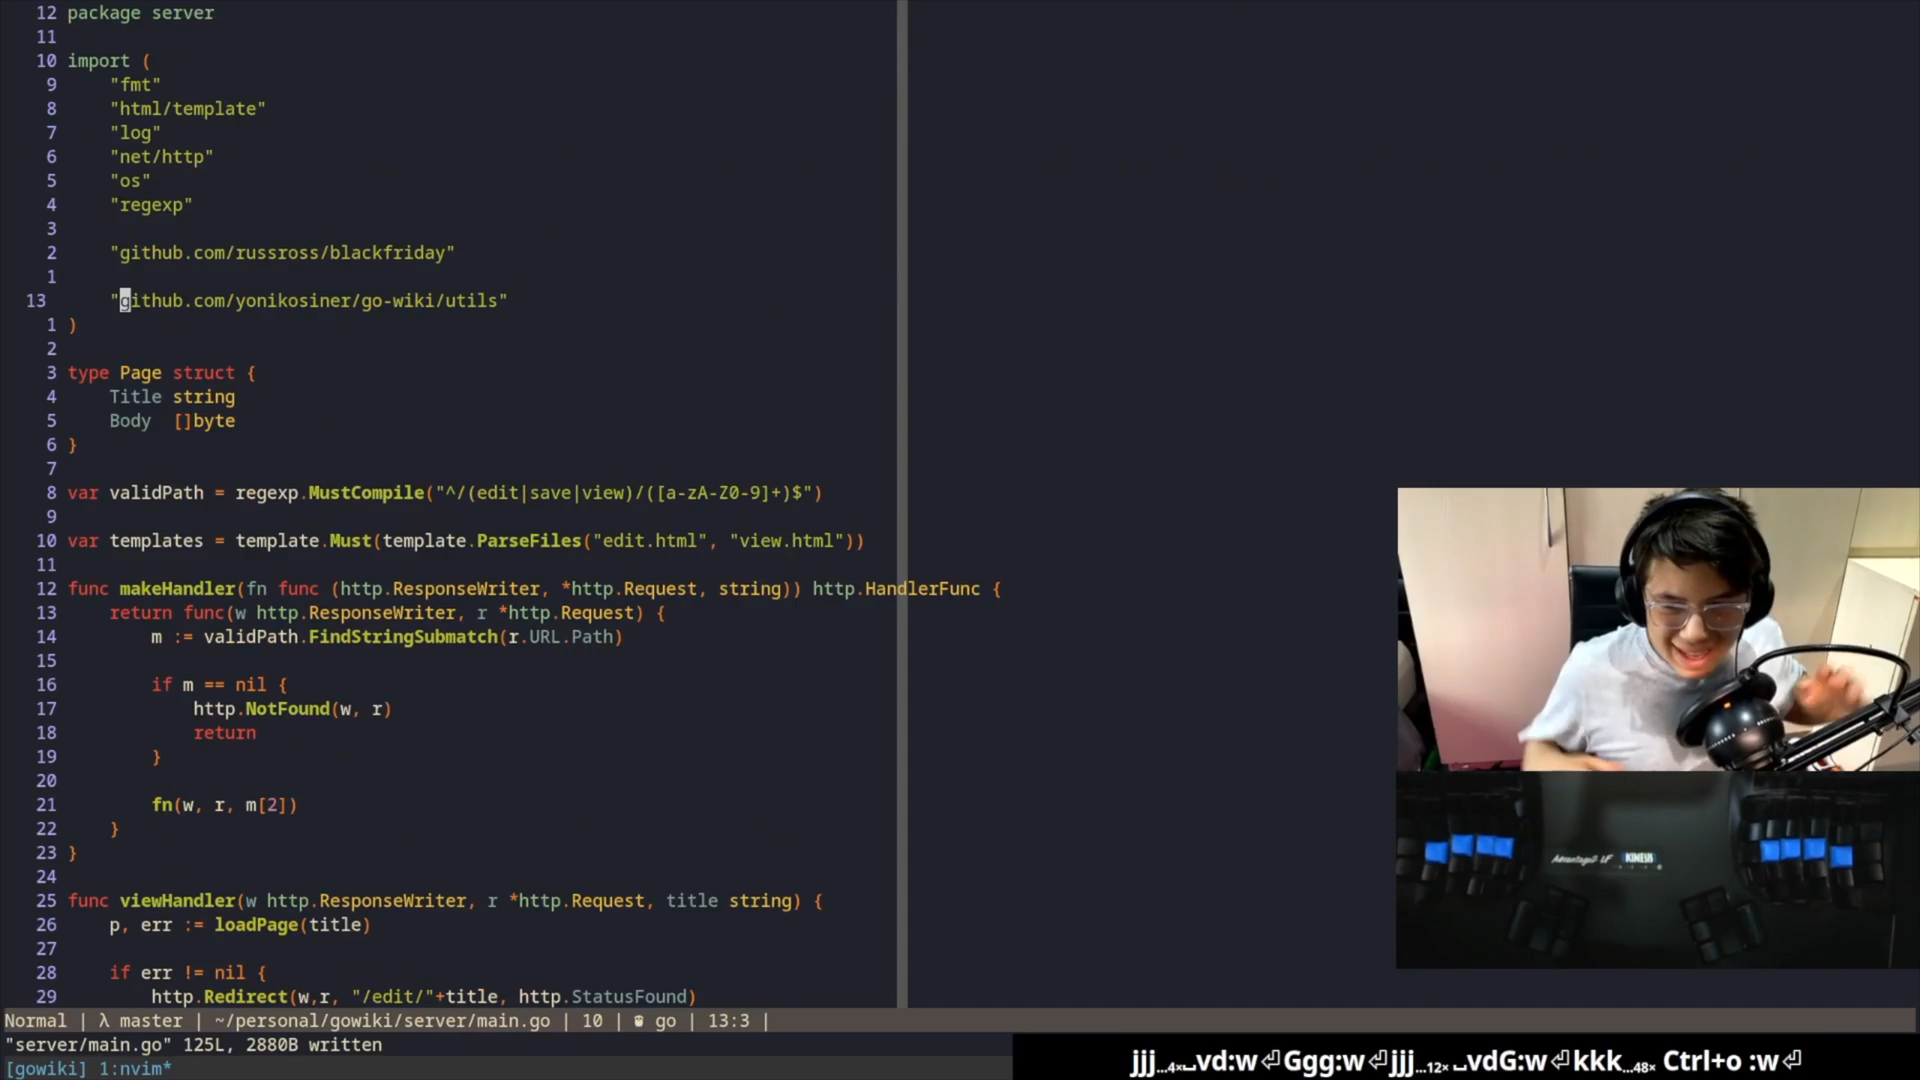 12 package server
11
10 import (
9 "fmt"
8 "html/template"
7 "log"
6 "net/http"
5 "os"
4 "regexp"
3
2 "github.com/russross/blackfriday"
1
13 "github.com/yonikosiner/go-wiki/utils"
1 )
2
3 type Page struct {
4 Title string
5 Body []byte
6 }
7
8 var validPath = regexp.MustCompile("^/(edit|save|view)/([a-zA-Z0-9]+)$")
9
10 var templates = template.Must(template.ParseFiles("edit.html", "view.html"))
11
12 func makeHandler(fn func (http.ResponseWriter, *http.Request, string)) http.HandlerFunc {
13 return func(w http.ResponseWriter, r *http.Request) {
14 m := validPath.FindStringSubmatch(r.URL.Path)
15
16 if m == nil {
17 http.NotFound(w, r)
18 return
19 }
20
21 fn(w, r, m[2])
22 }
23 }
24
25 func viewHandler(w http.ResponseWriter, r *http.Request, title string) {
26 p, err := loadPage(title)
27
28 if err != nil {
29 http.Redirect(w,r, "/edit/"+title, http.StatusFound)
Advantage2 LF KINESIS
Normal | λ master | ~/personal/gowiki/server/main.go | 10 | go | 13:3 |
"server/main.go" 125L, 2880B written
[gowiki] 1:nvim*
jjj...4×␣vd:w⏎Ggg:w⏎jjj...12×␣vdG:w⏎kkk...48× Ctrl+o :w⏎